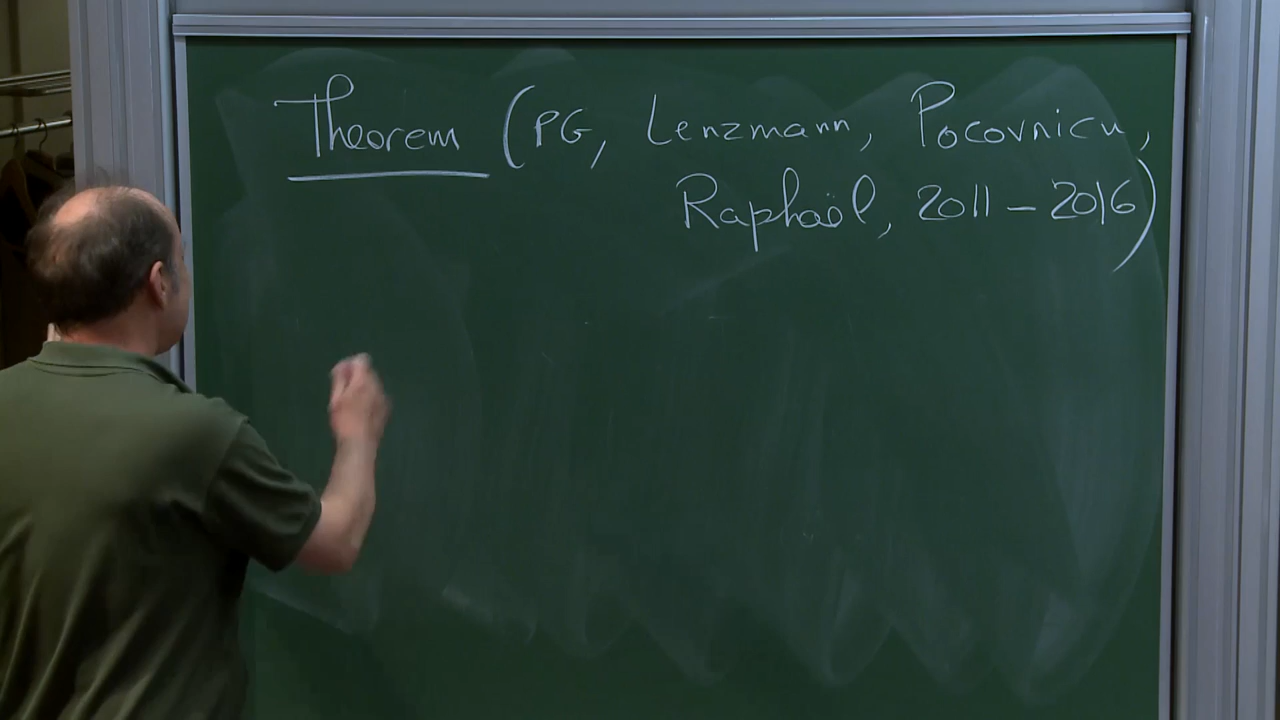 Theorem (PG, Lenzmann, Pocovnicu,
Raphaël, 2011 – 2016)